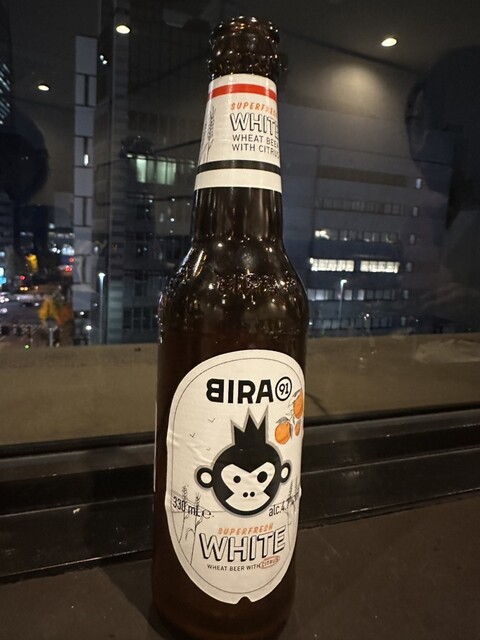 SUPERFRESH
WHITE
WHEAT BEER
WITH CITRUS
BIRA 91
330 mL e
alc.4.7%
SUPERFRESH
WHITE
WHEAT BEER WITH CITRUS